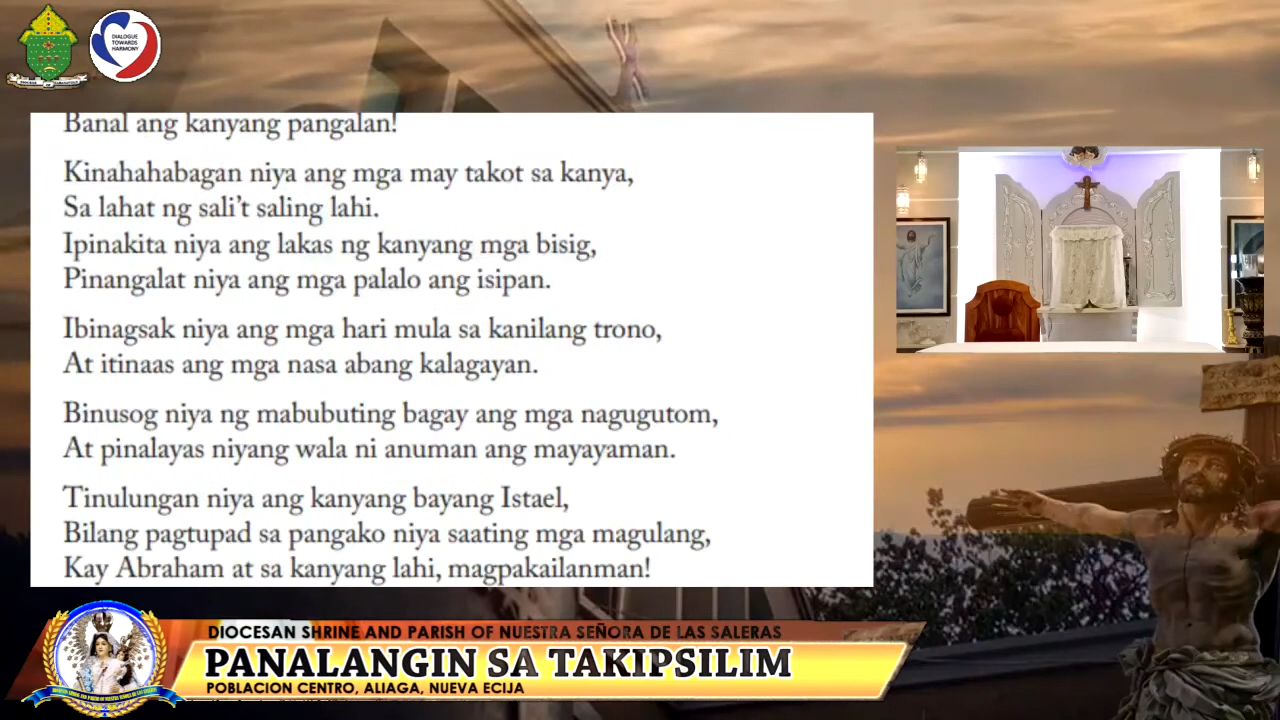 DIALOGUE
TOWARDS
HARMONY
Banal ang kanyang pangalan!
Kinahahabagan niya ang mga may takot sa kanya,
Sa lahat ng sali't saling lahi.
Ipinakita niya ang lakas ng kanyang mga bisig,
Pinangalat niya ang mga palalo ang isipan.
Ibinagsak niya ang mga hari mula sa kanilang trono,
At itinaas ang mga nasa abang kalagayan.
Binusog niya ng mabubuting bagay ang mga nagugutom,
At pinalayas niyang wala ni anuman ang mayayaman.
Tinulungan niya ang kanyang bayang Istael,
Bilang pagtupad sa pangako niya saating mga magulang,
Kay Abraham at sa kanyang lahi, magpakailanman!
DIOCESAN SHRINE AND PARISH OF NUESTRA SEÑORA DE LAS SALERAS
PANALANGIN SA TAKIPSILIM
POBLACION CENTRO, ALIAGA, NUEVA ECIJA